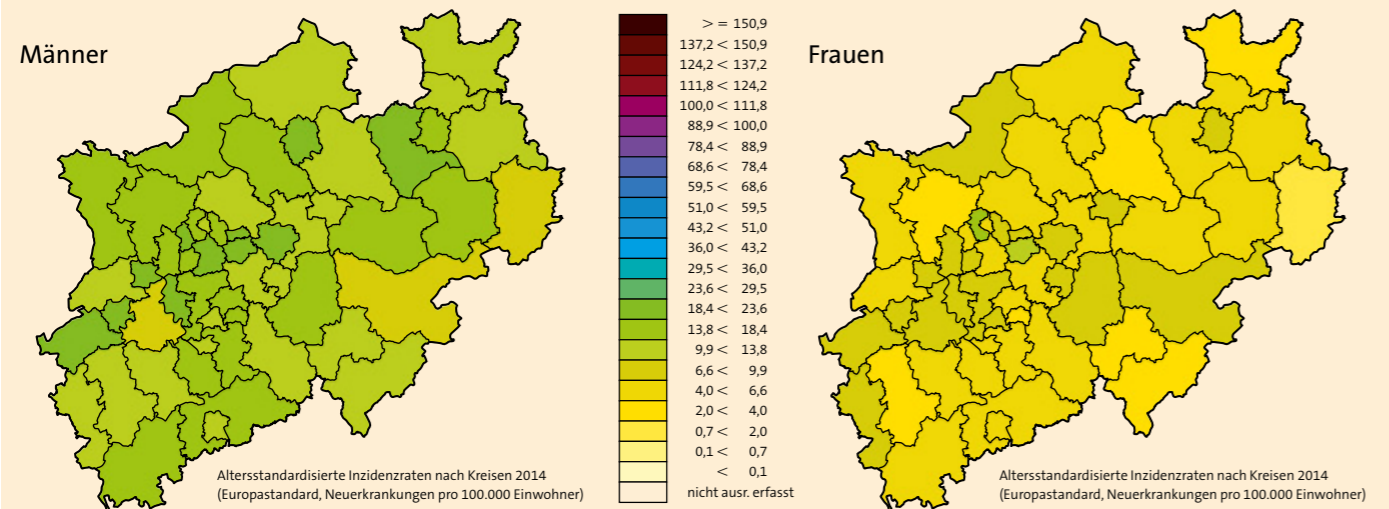 Männer
> = 150,9
137,2 < 150,9
124,2 < 137,2
111,8 < 124,2
100,0 < 111,8
88,9 < 100,0
78,4 < 88,9
68,6 < 78,4
59,5 < 68,6
51,0 < 59,5
43,2 < 51,0
36,0 < 43,2
29,5 < 36,0
23,6 < 29,5
18,4 < 23,6
13,8 < 18,4
9,9 < 13,8
6,6 < 9,9
4,0 < 6,6
2,0 < 4,0
0,7 < 2,0
0,1 < 0,7
< 0,1
nicht ausr. erfasst
Altersstandardisierte Inzidenzraten nach Kreisen 2014
(Europastandard, Neuerkrankungen pro 100.000 Einwohner)
Frauen
Altersstandardisierte Inzidenzraten nach Kreisen 2014
(Europastandard, Neuerkrankungen pro 100.000 Einwohner)